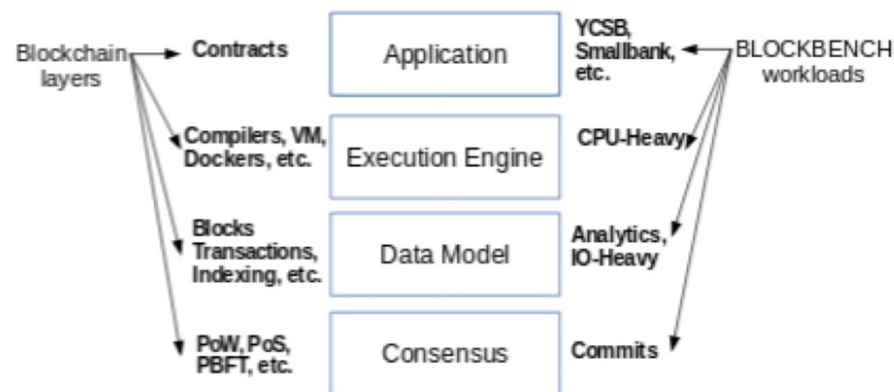 Blockchain
layers
Contracts
Application
YCSB,
Smallbank,
etc.
BLOCKBENCH
workloads
Compilers, VM,
Dockers, etc.
Execution Engine
CPU-Heavy
Blocks
Transactions,
Indexing, etc.
Data Model
Analytics,
IO-Heavy
PoW, PoS,
PBFT, etc.
Consensus
Commits